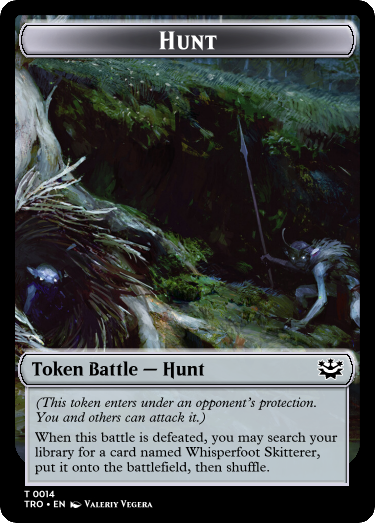 Hunt
Token Battle — Hunt
(This token enters under an opponent's protection.
You and others can attack it.)
When this battle is defeated, you may search your
library for a card named Whisperfoot Skitterer,
put it onto the battlefield, then shuffle.
T 0014
TRO • EN Valeriy Vegera